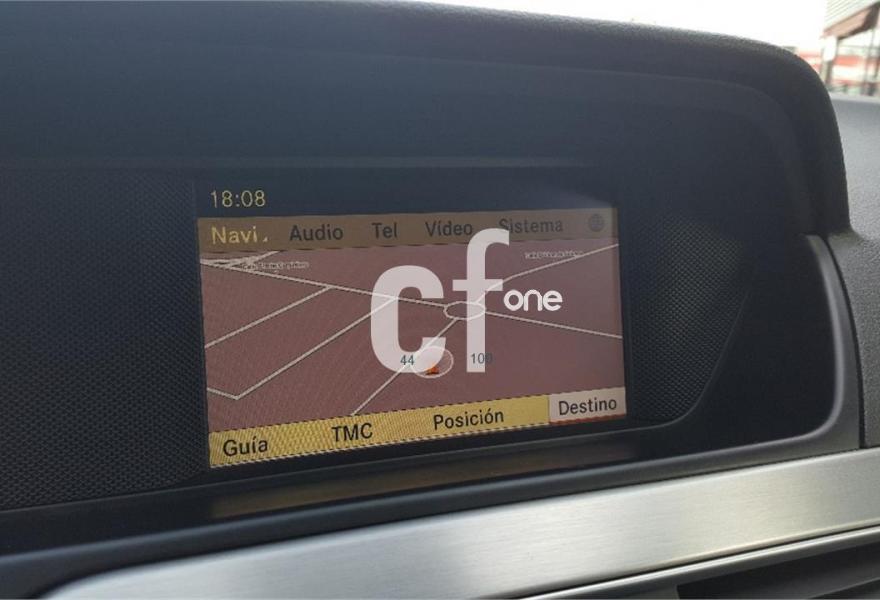 18:08
Navi Audio Tel Vídeo Sistema
cf one
44 100
Guía TMC Posición Destino